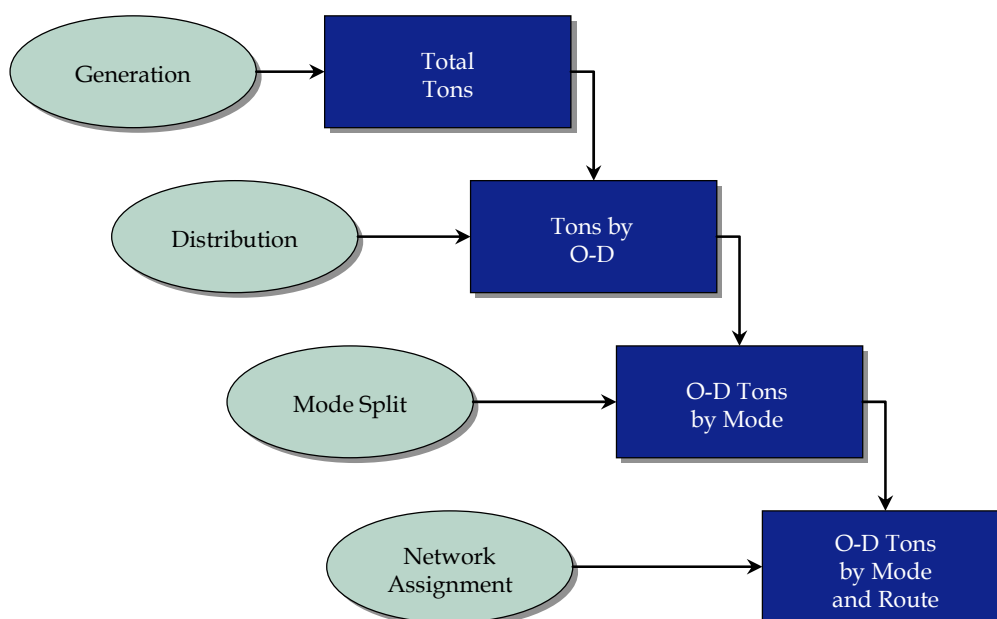 Generation
Total
Tons
Distribution
Tons by
O-D
Mode Split
O-D Tons
by Mode
Network
Assignment
O-D Tons
by Mode
and Route